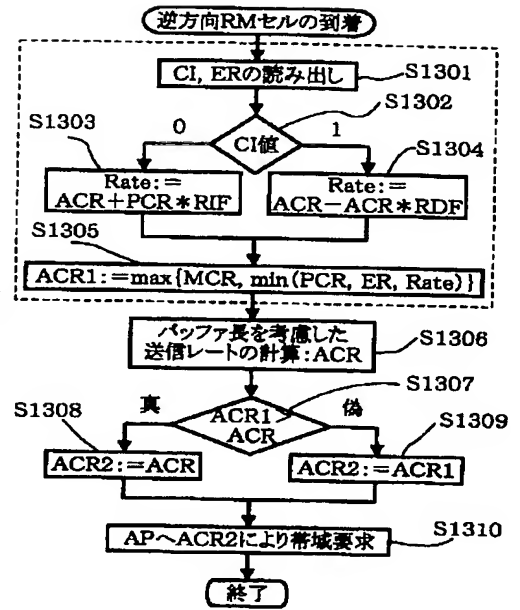 逆方向RMセルの到着
CI, ERの読み出し
S1301
S1302
CI値
0
1
S1303
Rate:=
ACR+PCR*RIF
S1304
Rate:=
ACR-ACR*RDF
S1305
ACR1:=max{MCR, min(PCR, ER, Rate)}
バッファ長を考慮した
送信レートの計算:ACR
S1306
S1307
ACR1
ACR
真
偽
S1308
ACR2:=ACR
S1309
ACR2:=ACR1
APへACR2により帯域要求
S1310
終了